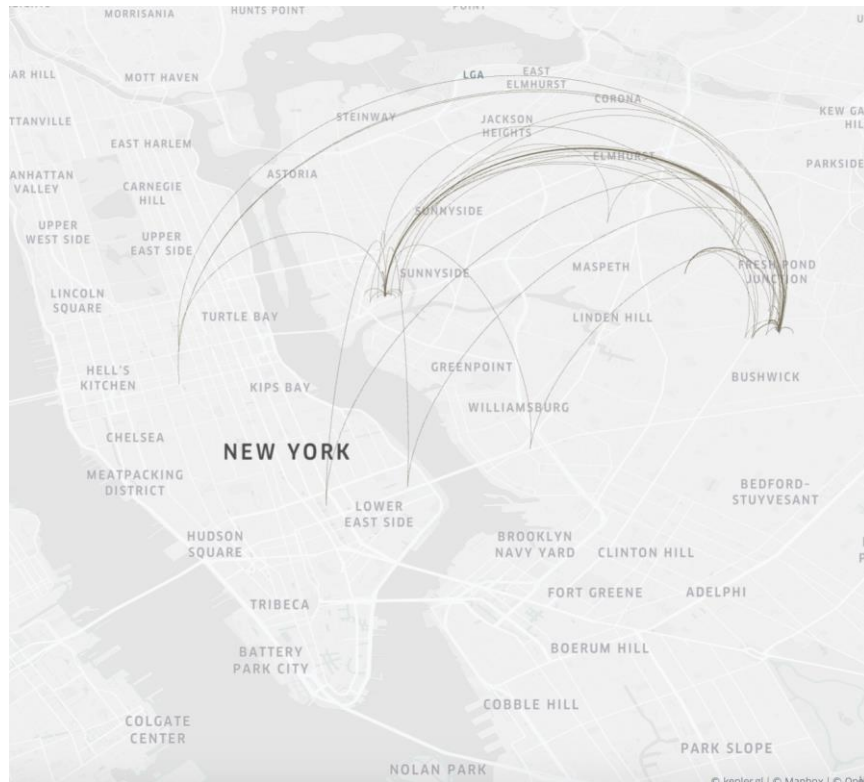 MORRISANIA
HUNTS POINT
POINT
AR HILL
MOTT HAVEN
LGA
EAST
ELMHURST
CORONA
STEINWAY
TTANVILLE
KEW GA
HIL
JACKSON
HEIGHTS
EAST HARLEM
ELMHURST
PARKSIDE
ANHATTAN
VALLEY
CARNEGIE
HILL
ASTORIA
SUNNYSIDE
UPPER
WEST SIDE
UPPER
EAST SIDE
SUNNYSIDE
MASPETH
FRESH POND
JUNCTION
LINCOLN
SQUARE
TURTLE BAY
LINDEN HILL
HELL'S
KITCHEN
KIPS BAY
GREENPOINT
BUSHWICK
WILLIAMSBURG
CHELSEA
NEW YORK
MEATPACKING
DISTRICT
BEDFORD-
STUYVESANT
LOWER
EAST SIDE
HUDSON
SQUARE
BROOKLYN
NAVY YARD
CLINTON HILL
FORT GREENE
ADELPHI
TRIBECA
BATTERY
PARK CITY
BOERUM HILL
COBBLE HILL
COLGATE
CENTER
PARK SLOPE
NOLAN PARK
© kepler.gl | © Mapbox | © Ope